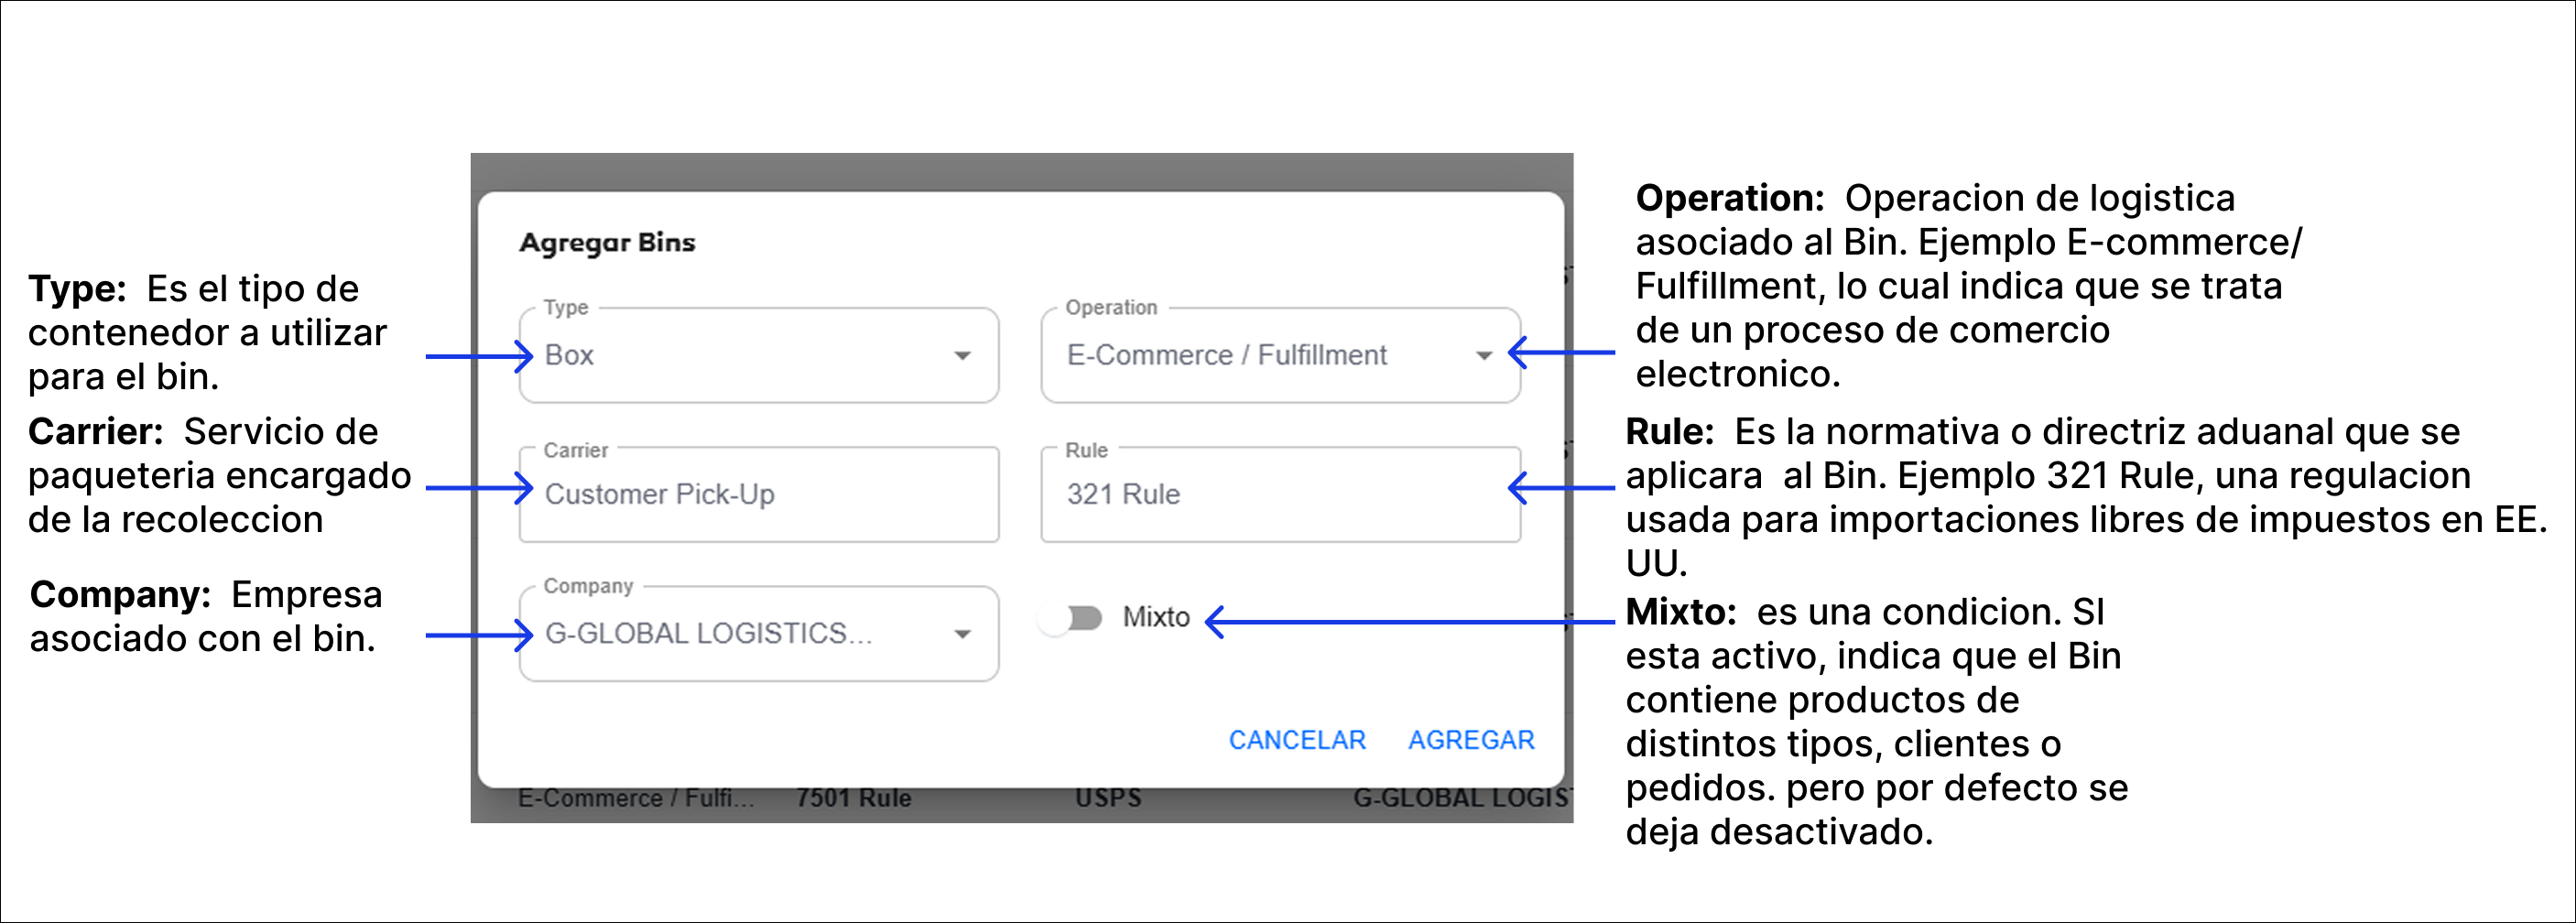 Type: Es el tipo de
contenedor a utilizar
para el bin.
Carrier: Servicio de
paqueteria encargado
de la recoleccion
Company: Empresa
asociado con el bin.
Agregar Bins
Type
Box
Operation
E-Commerce / Fulfillment
Carrier
Customer Pick-Up
Rule
321 Rule
Company
G-GLOBAL LOGISTICS...
Mixto
CANCELAR AGREGAR
E-Commerce / Fulfi... 7501 Rule USPS G-GLOBAL LOGIS
Operation: Operacion de logistica
asociado al Bin. Ejemplo E-commerce/
Fulfillment, lo cual indica que se trata
de un proceso de comercio
electronico.
Rule: Es la normativa o directriz aduanal que se
aplicara  al Bin. Ejemplo 321 Rule, una regulacion
usada para importaciones libres de impuestos en EE.
UU.
Mixto: es una condicion. SI
esta activo, indica que el Bin
contiene productos de
distintos tipos, clientes o
pedidos. pero por defecto se
deja desactivado.